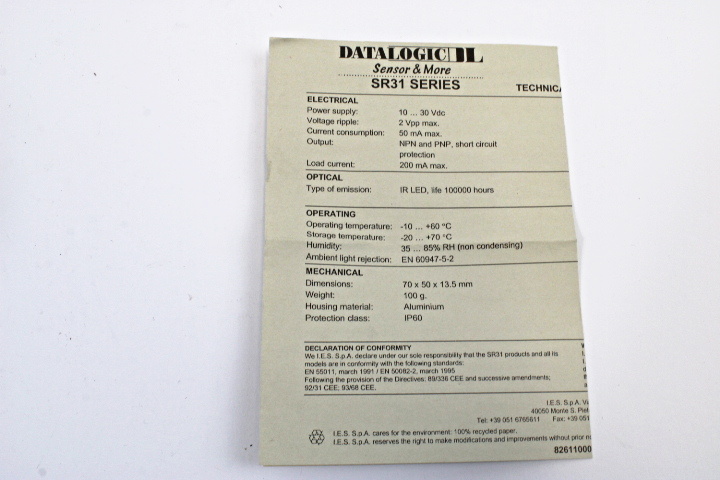 DATALOGIC DL
Sensor & More
SR31 SERIES TECHNICA
ELECTRICAL
Power supply: 10 ... 30 Vdc
Voltage ripple: 2 Vpp max.
Current consumption: 50 mA max.
Output: NPN and PNP, short circuit
protection
Load current: 200 mA max.
OPTICAL
Type of emission: IR LED, life 100000 hours
OPERATING
Operating temperature: -10 ... +60 °C
Storage temperature: -20 ... +70 °C
Humidity: 35 ... 85% RH (non condensing)
Ambient light rejection: EN 60947-5-2
MECHANICAL
Dimensions: 70 x 50 x 13.5 mm
Weight: 100 g.
Housing material: Aluminium
Protection class: IP60
DECLARATION OF CONFORMITY
We I.E.S. S.p.A. declare under our sole responsibility that the SR31 products and all its
models are in conformity with the following standards:
EN 55011, march 1991 / EN 50082-2, march 1995
Following the provision of the Directives: 89/336 CEE and successive amendments;
92/31 CEE; 93/68 CEE.
I.E.S. S.p.A. Vi
40050 Monte S. Piet
Tel: +39 051 6765611 Fax: +39 051
I.E.S. S.p.A. cares for the environment: 100% recycled paper.
I.E.S. S.p.A. reserves the right to make modifications and improvements without prior n
82611000